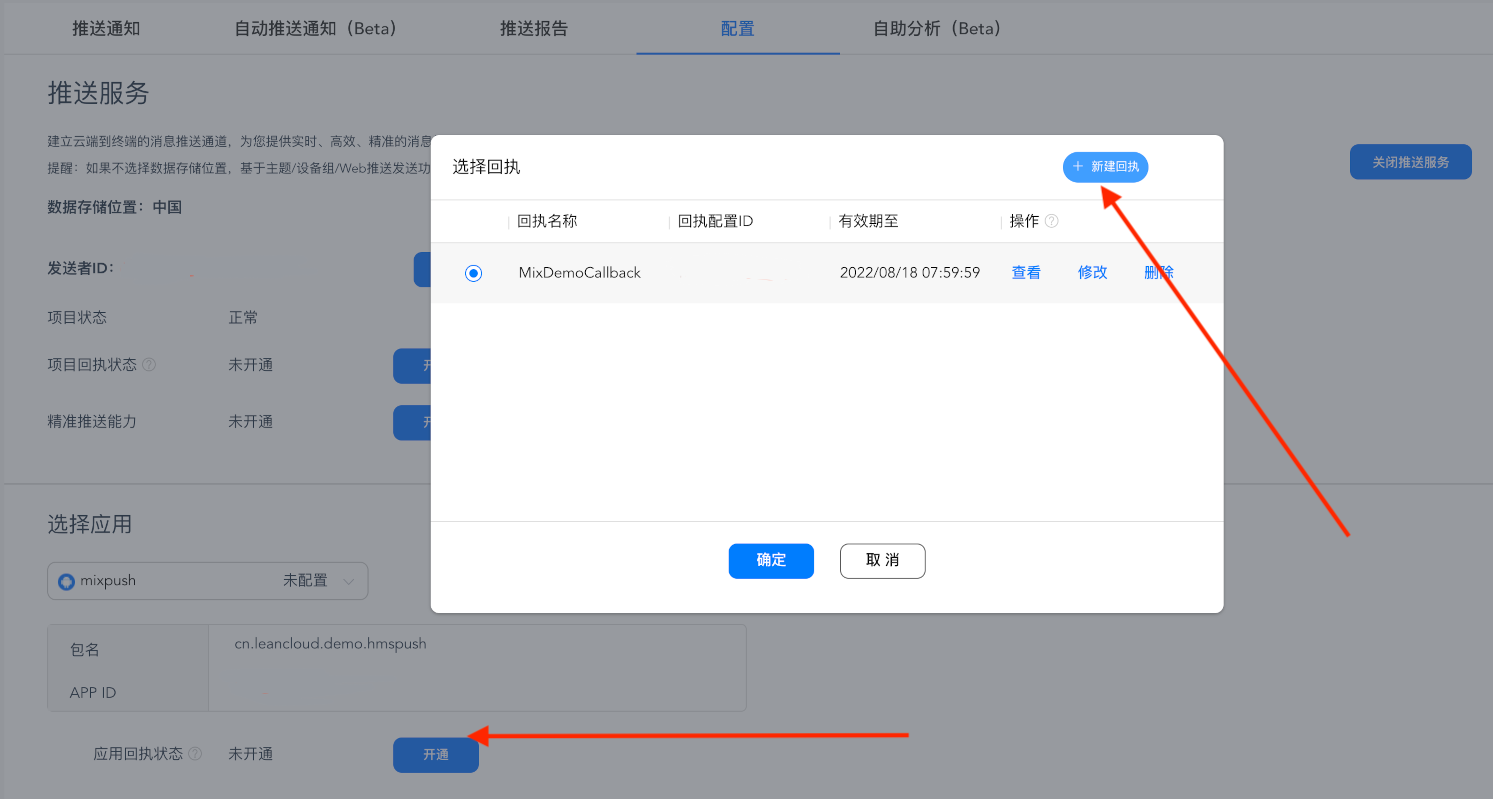 推送通知 自动推送通知（Beta） 推送报告 配置 自助分析（Beta）
推送服务
建立云端到终端的消息推送通道，为您提供实时、高效、精准的消息
提醒：如果不选择数据存储位置，基于主题/设备组/Web推送发送功
关闭推送服务
数据存储位置：中国
发送者ID：
项目状态 正常
项目回执状态 ? 未开通
精准推送能力 未开通
选择回执 + 新建回执
回执名称 回执配置ID 有效期至 操作 ?
MixDemoCallback 2022/08/18 07:59:59 查看 修改 删除
确定 取消
选择应用
mixpush 未配置
包名 cn.leancloud.demo.hmspush
APP ID
应用回执状态 ? 未开通 开通